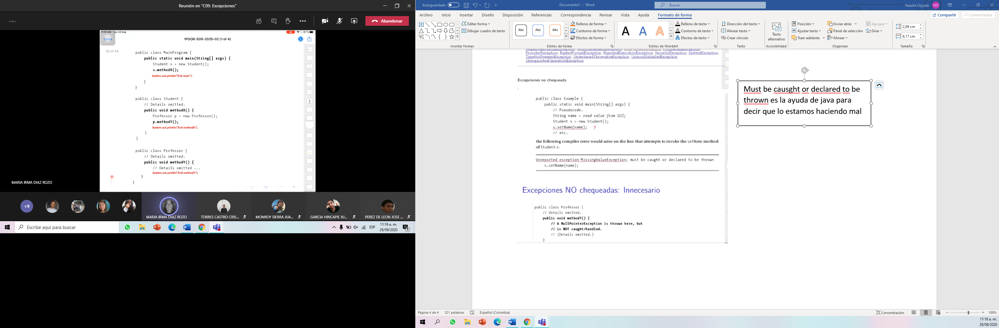 Reunión en "C09. Excepciones"
--:--
Abandonar
11:16 AM Tue 29 Sep
81 %
Done
!POOB-S09-2020-02 (1 of 4)
25 of 44
public class MainProgram {
public static void main(String[] args) {
Student s = new Student();
s.methodX();
System.out.println("End main");
}
}
public class Student {
// Details omitted.
public void methodX() {
Professor p = new Professor();
p.methodY();
System.out.println("End methodX");
}
}
public class Professor {
// Details omitted.
public void methodY() {
// Details omitted ...
System.out.println("End methodY");
}
}
MARIA IRMA DIAZ ROZO
+9
MARIA IRMA DIAZ ROZO
TORRES CASTRO CRIS...
MONROY SIERRA JUA...
GARCIA HINCAPIE JU...
PEREZ DE LEON JOSE ...
Escribe aquí para buscar
ESP
11:16 a. m.
29/09/2020
1
Autoguardado
Documento1 - Word
Buscar
Natalia Orjuela
NO
Archivo
Inicio
Insertar
Diseño
Disposición
Referencias
Correspondencia
Revisar
Vista
Ayuda
Formato de forma
Compartir
Comentarios
Editar forma
Dibujar cuadro de texto
Insertar formas
Abc
Abc
Abc
Relleno de forma
Contorno de forma
Efectos de forma
Estilos de forma
A
A
A
Relleno de texto
Contorno de texto
Efectos de texto
Estilos de WordArt
Dirección del texto
Alinear texto
Crear vínculo
Texto
Texto
alternativo
Accesibilidad
Posición
Ajustar texto
Traer adelante
Enviar atrás
Panel de selección
Alinear
Agrupar
Girar
Organizar
2,09 cm
6,17 cm
Tamaño
NegativeArraySizeException, NoSuchElementException, NullPointerException, ProfileDataException,
ProviderException, RasterFormatException, RejectedExecutionException, SecurityException, SystemException,
TypeNotPresentException, UndeclaredThrowableException, UnmodifiableSetException,
UnsupportedOperationException
Excepciones no chequeada
public class Example {
public static void main(String[] args) {
// Pseudocode.
String name = read value from GUI;
Student s = new Student();
s.setName(name); ?
// etc.
the following compiler error would arise on the line that attempts to invoke the setName method
of Student s:
Unreported exception MissingValueException; must be caught or declared to be thrown
s.setName(name);
Excepciones NO chequeadas: Innecesario
public class Professor {
// Details omitted.
public void methodY() {
// A NullPointerException is thrown here, but
// is NOT caught/handled.
// (Details omitted.)
}
Must be causght or declared to be
thrown es la ayuda de java para
decir que lo estamos haciendo mal
Página 4 de 4
321 palabras
Español (Colombia)
Concentración
188%
11:16 a. m.
29/09/2020